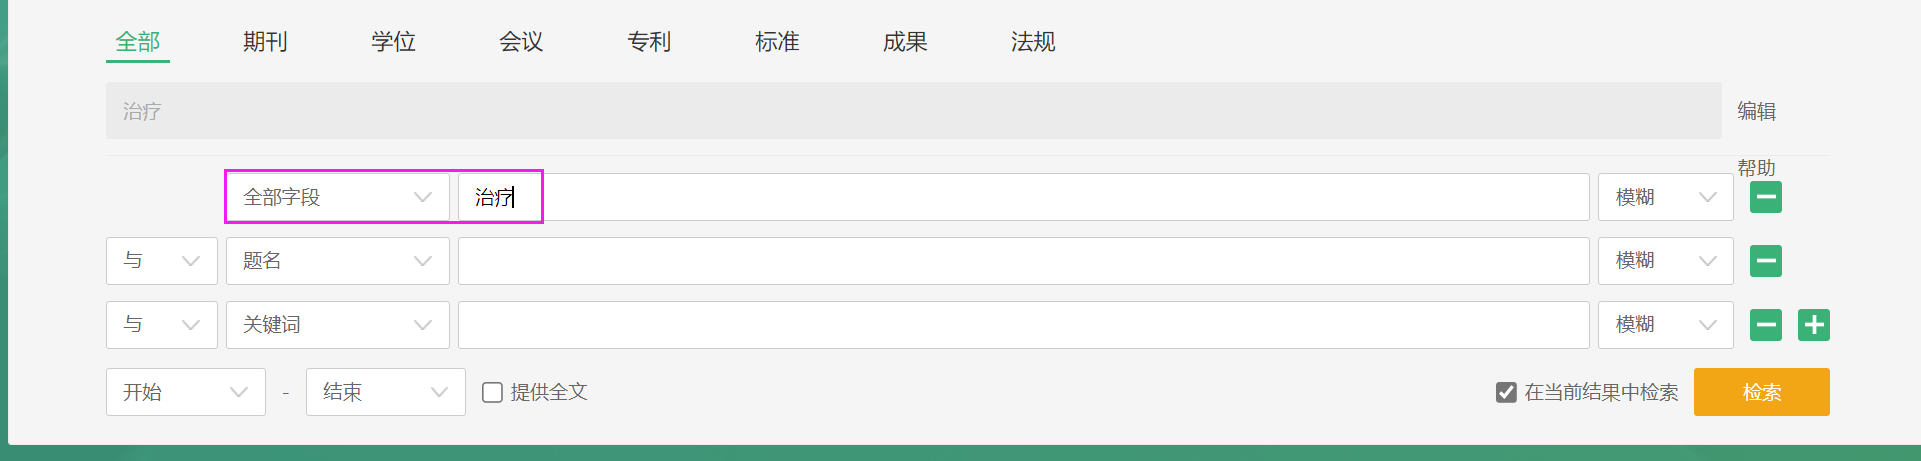 全部 期刊 学位 会议 专利 标准 成果 法规
治疗 编辑
帮助
全部字段 治疗 模糊
与 题名 模糊
与 关键词 模糊
开始 - 结束 提供全文 在当前结果中检索 检索